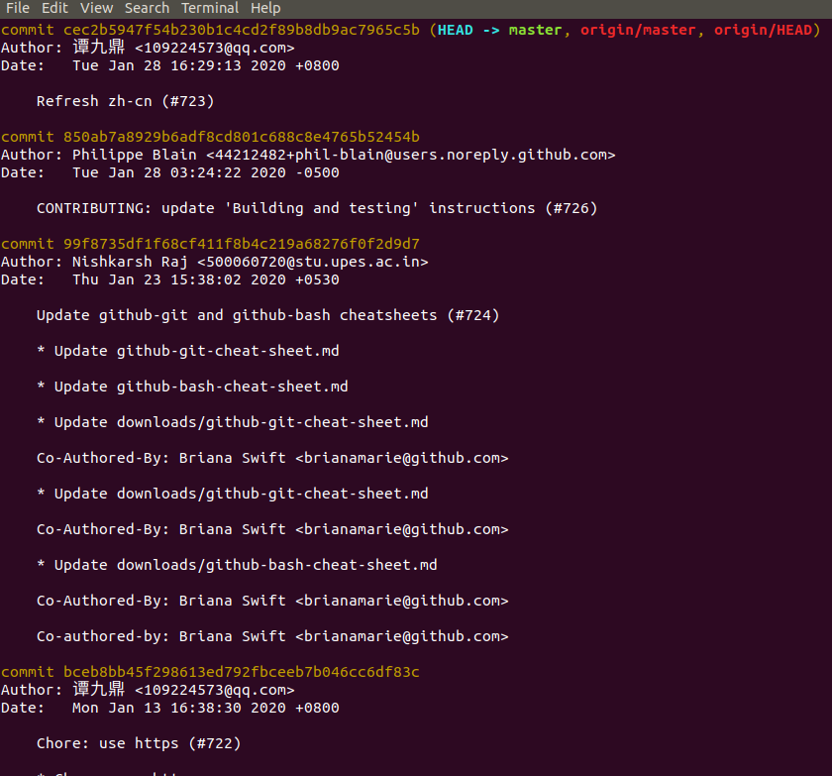 File Edit View Search Terminal Help
commit cec2b5947f54b230b1c4cd2f89b8db9ac7965c5b (HEAD -> master, origin/master, origin/HEAD)
Author: 谭九鼎 <109224573@qq.com>
Date:   Tue Jan 28 16:29:13 2020 +0800
    Refresh zh-cn (#723)
commit 850ab7a8929b6adf8cd801c688c8e4765b52454b
Author: Philippe Blain <44212482+phil-blain@users.noreply.github.com>
Date:   Tue Jan 28 03:24:22 2020 -0500
    CONTRIBUTING: update 'Building and testing' instructions (#726)
commit 99f8735df1f68cf411f8b4c219a68276f0f2d9d7
Author: Nishkarsh Raj <500060720@stu.upes.ac.in>
Date:   Thu Jan 23 15:38:02 2020 +0530
    Update github-git and github-bash cheatsheets (#724)
    * Update github-git-cheat-sheet.md
    * Update github-bash-cheat-sheet.md
    * Update downloads/github-git-cheat-sheet.md
    Co-Authored-By: Briana Swift <brianamarie@github.com>
    * Update downloads/github-git-cheat-sheet.md
    Co-Authored-By: Briana Swift <brianamarie@github.com>
    * Update downloads/github-bash-cheat-sheet.md
    Co-Authored-By: Briana Swift <brianamarie@github.com>
    Co-authored-by: Briana Swift <brianamarie@github.com>
commit bceb8bb45f298613ed792fbceeb7b046cc6df83c
Author: 谭九鼎 <109224573@qq.com>
Date:   Mon Jan 13 16:38:30 2020 +0800
    Chore: use https (#722)